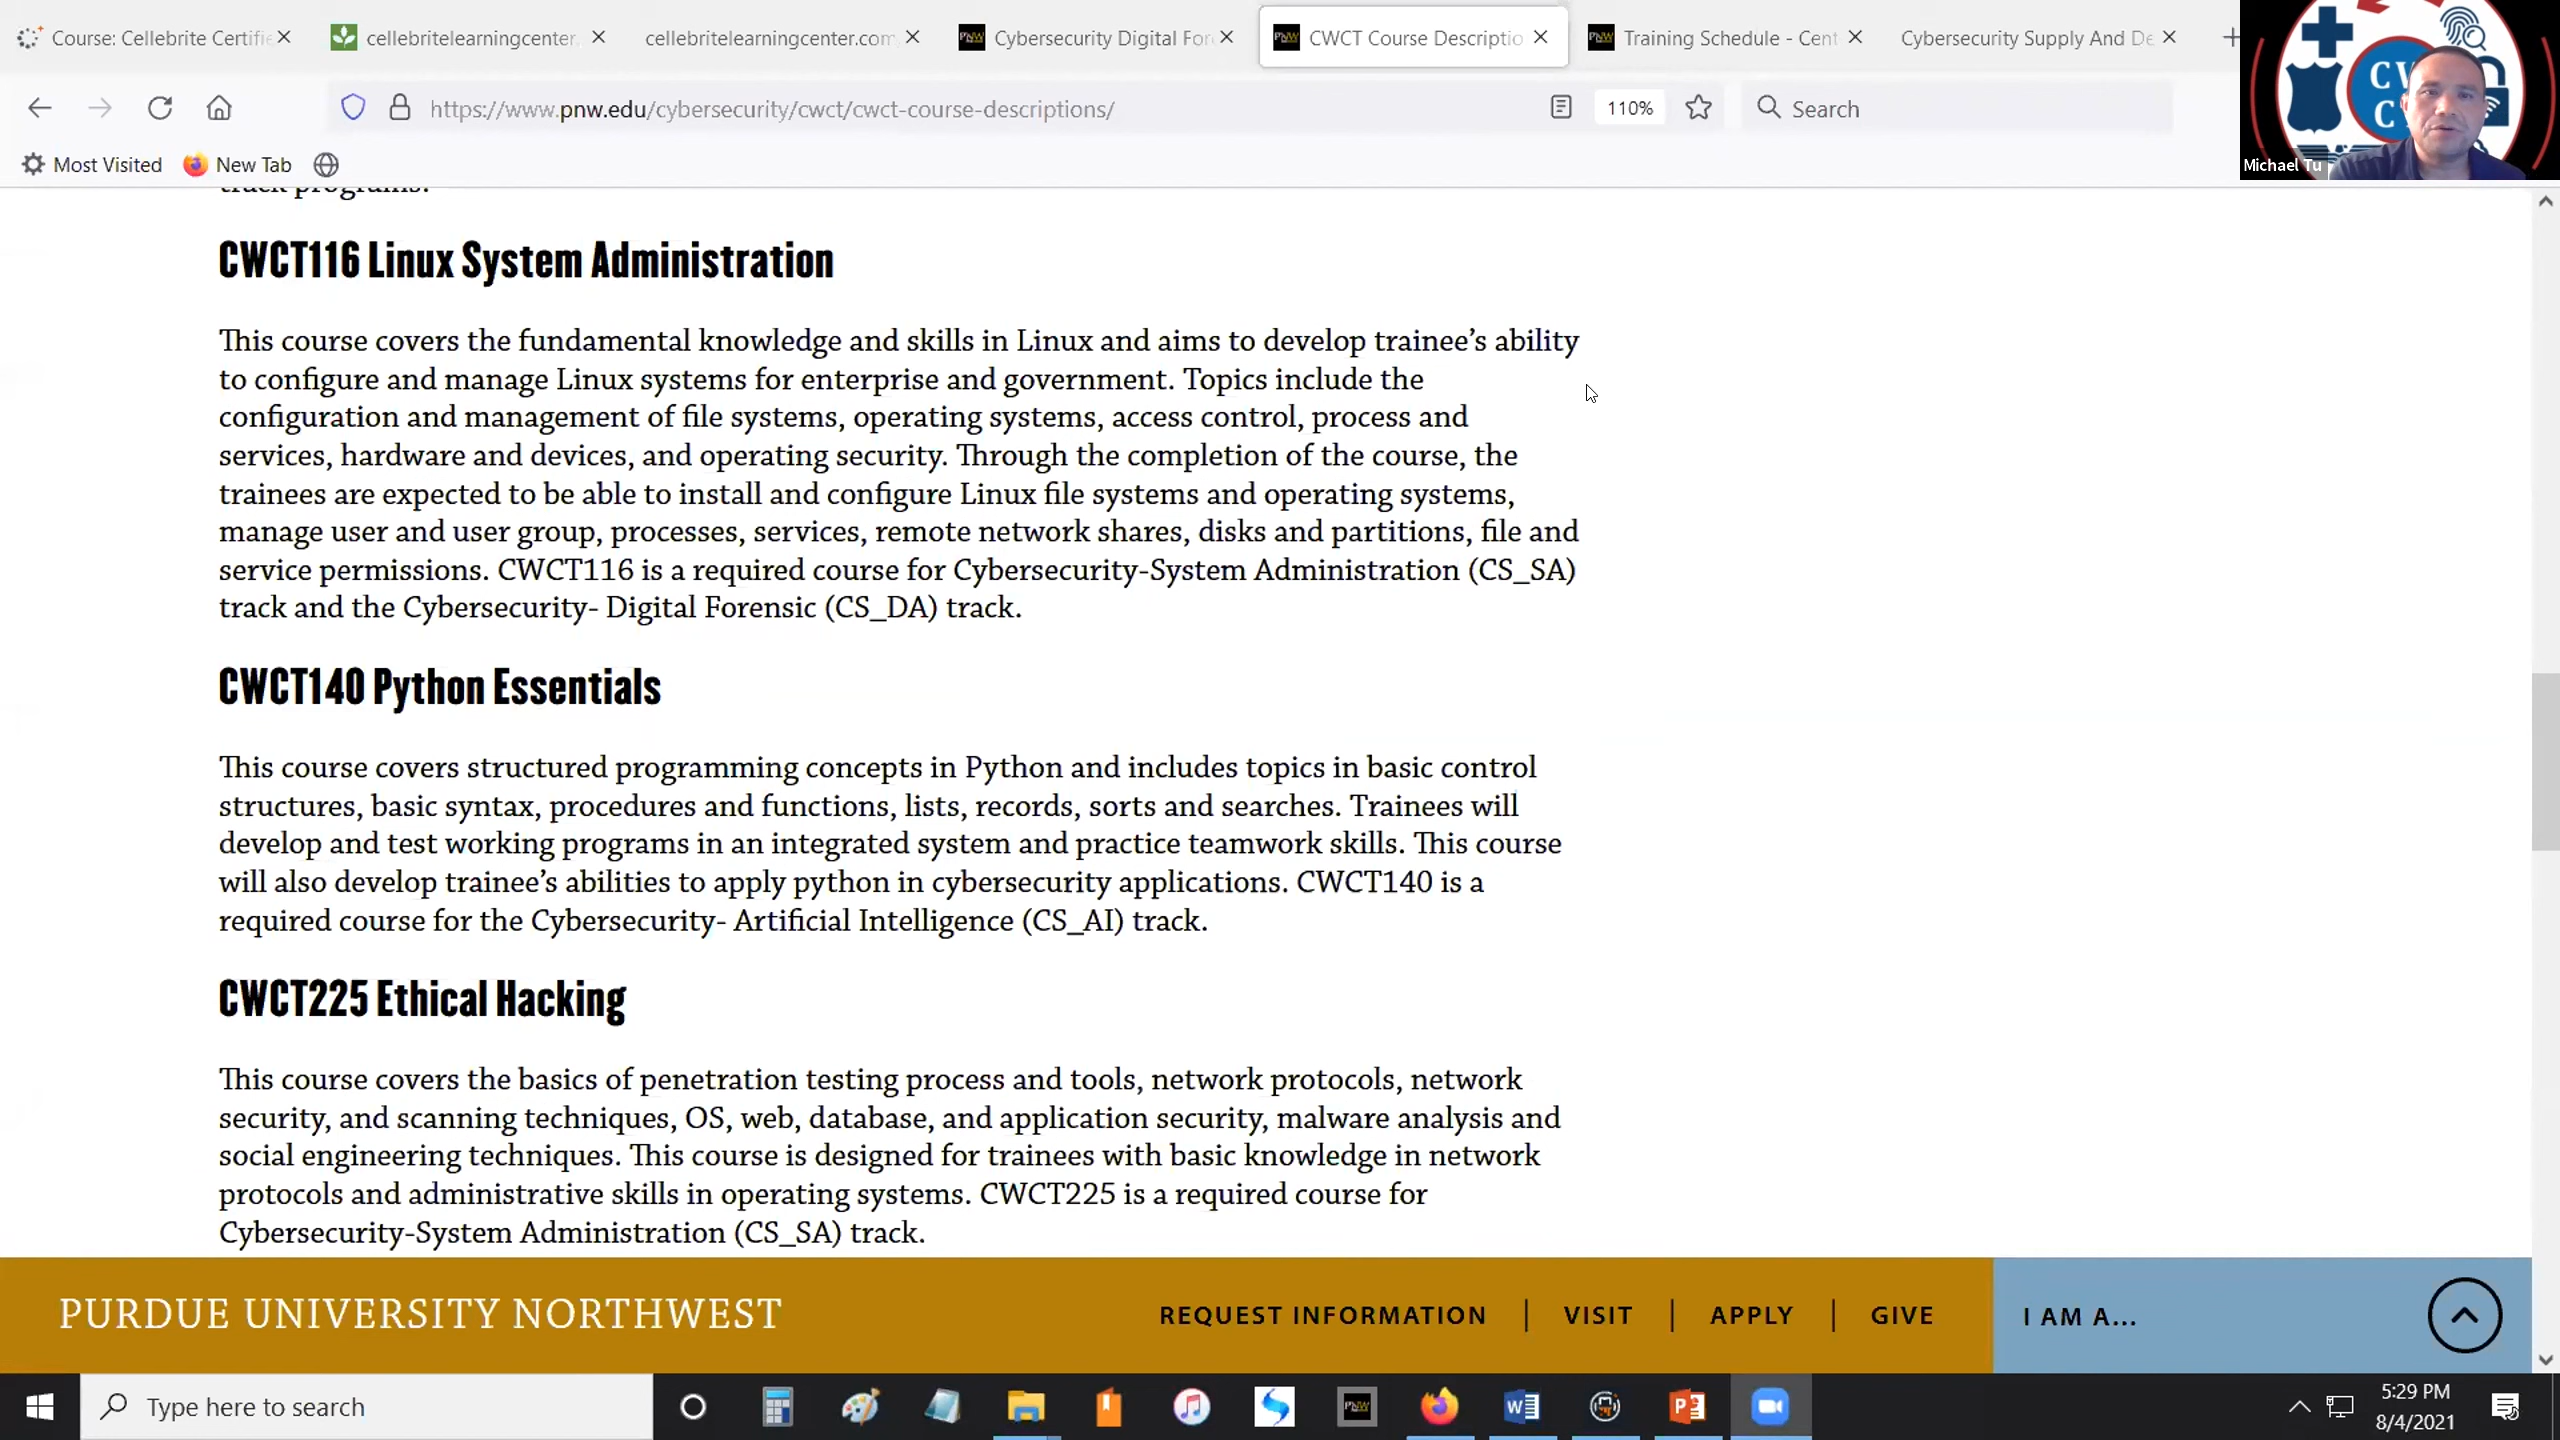 Course: Cellebrite Certifie
cellebritelearningcenter.
cellebritelearningcenter.com
Cybersecurity Digital For
CWCT Course Descriptio
Training Schedule - Cent
Cybersecurity Supply And De
https://www.pnw.edu/cybersecurity/cwct/cwct-course-descriptions/
110%
Search
Michael Tu
Most Visited
New Tab
track programs.
CWCT116 Linux System Administration
This course covers the fundamental knowledge and skills in Linux and aims to develop trainee’s ability
to configure and manage Linux systems for enterprise and government. Topics include the
configuration and management of file systems, operating systems, access control, process and
services, hardware and devices, and operating security. Through the completion of the course, the
trainees are expected to be able to install and configure Linux file systems and operating systems,
manage user and user group, processes, services, remote network shares, disks and partitions, file and
service permissions. CWCT116 is a required course for Cybersecurity-System Administration (CS_SA)
track and the Cybersecurity- Digital Forensic (CS_DA) track.
CWCT140 Python Essentials
This course covers structured programming concepts in Python and includes topics in basic control
structures, basic syntax, procedures and functions, lists, records, sorts and searches. Trainees will
develop and test working programs in an integrated system and practice teamwork skills. This course
will also develop trainee’s abilities to apply python in cybersecurity applications. CWCT140 is a
required course for the Cybersecurity- Artificial Intelligence (CS_AI) track.
CWCT225 Ethical Hacking
This course covers the basics of penetration testing process and tools, network protocols, network
security, and scanning techniques, OS, web, database, and application security, malware analysis and
social engineering techniques. This course is designed for trainees with basic knowledge in network
protocols and administrative skills in operating systems. CWCT225 is a required course for
Cybersecurity-System Administration (CS_SA) track.
PURDUE UNIVERSITY NORTHWEST
REQUEST INFORMATION | VISIT | APPLY | GIVE
I AM A...
Type here to search
5:29 PM
8/4/2021